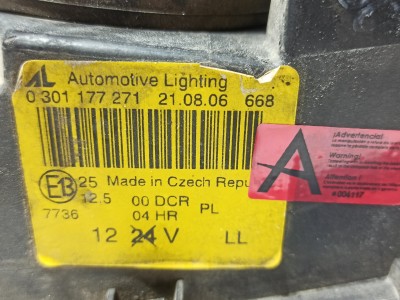 AL Automotive Lighting
0 301 177 271 21.08.06 668
E13 25 Made in Czech Repu
12.5 00 DCR PL
7736 04 HR
12 24 V LL
A
¡Advertencia!
Warning!
Attention !